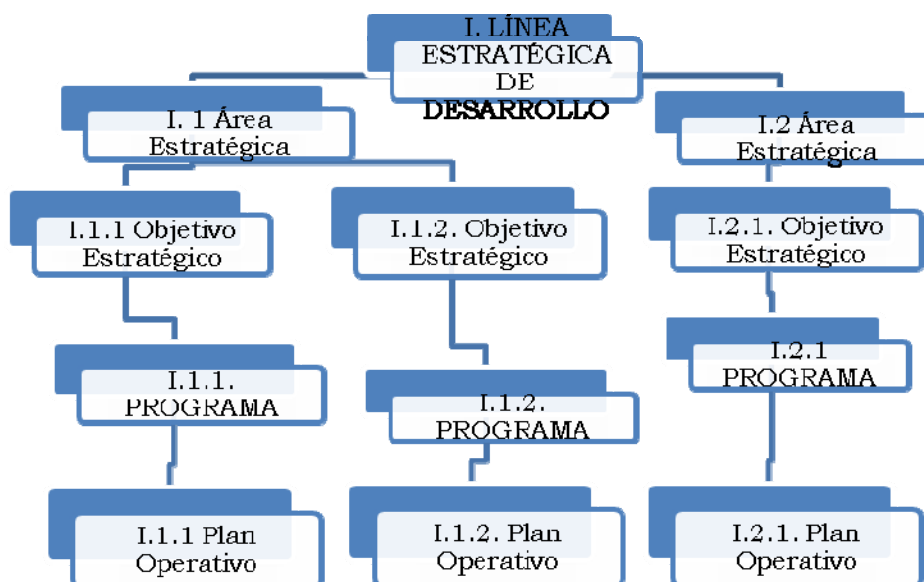 I. LÍNEA
ESTRATÉGICA
DE
DESARROLLO
I. 1 Área
Estratégica
I.2 Área
Estratégica
I.1.1 Objetivo
Estratégico
I.1.2. Objetivo
Estratégico
I.2.1. Objetivo
Estratégico
I.1.1.
PROGRAMA
I.1.2.
PROGRAMA
I.2.1
PROGRAMA
I.1.1 Plan
Operativo
I.1.2. Plan
Operativo
I.2.1. Plan
Operativo